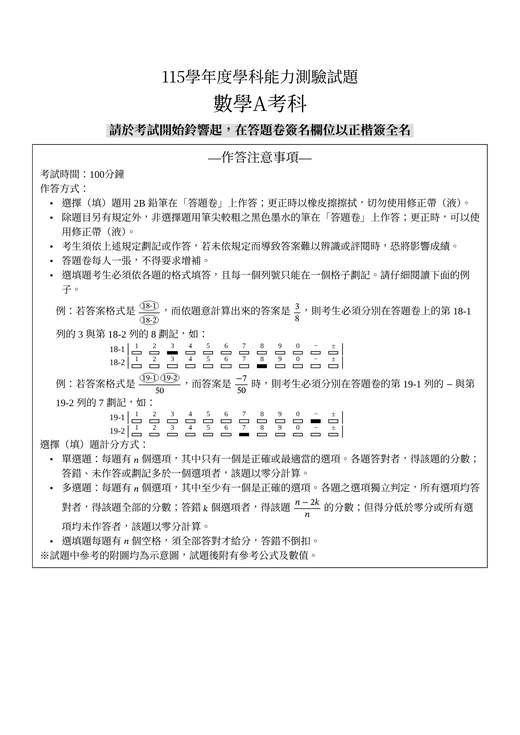 115學年度學科能力測驗試題
數學A考科
請於考試開始鈴響起，在答題卷簽名欄位以正楷簽全名
—作答注意事項—
考試時間：100分鐘
作答方式：
• 選擇（填）題用 2B 鉛筆在「答題卷」上作答；更正時以橡皮擦擦拭，切勿使用修正帶（液）。
• 除題目另有規定外，非選擇題用筆尖較粗之黑色墨水的筆在「答題卷」上作答；更正時，可以使
用修正帶（液）。
• 考生須依上述規定劃記或作答，若未依規定而導致答案難以辨識或評閱時，恐將影響成績。
• 答題卷每人一張，不得要求增補。
• 選填題考生必須依各題的格式填答，且每一個列號只能在一個格子劃記。請仔細閱讀下面的例
子。
例：若答案格式是 (18-1)/(18-2)，而依題意計算出來的答案是 3/8，則考生必須分別在答題卷上的第 18-1
列的 3 與第 18-2 列的 8 劃記，如：
18-1 1 2 3 4 5 6 7 8 9 0 − ±
18-2 1 2 3 4 5 6 7 8 9 0 − ±
例：若答案格式是 (19-1)(19-2)/50，而答案是 −7/50 時，則考生必須分別在答題卷的第 19-1 列的 − 與第
19-2 列的 7 劃記，如：
19-1 1 2 3 4 5 6 7 8 9 0 − ±
19-2 1 2 3 4 5 6 7 8 9 0 − ±
選擇（填）題計分方式：
• 單選題：每題有 n 個選項，其中只有一個是正確或最適當的選項。各題答對者，得該題的分數；
答錯、未作答或劃記多於一個選項者，該題以零分計算。
• 多選題：每題有 n 個選項，其中至少有一個是正確的選項。各題之選項獨立判定，所有選項均答
對者，得該題全部的分數；答錯 k 個選項者，得該題 (n − 2k)/n 的分數；但得分低於零分或所有選
項均未作答者，該題以零分計算。
• 選填題每題有 n 個空格，須全部答對才給分，答錯不倒扣。
※試題中參考的附圖均為示意圖，試題後附有參考公式及數值。